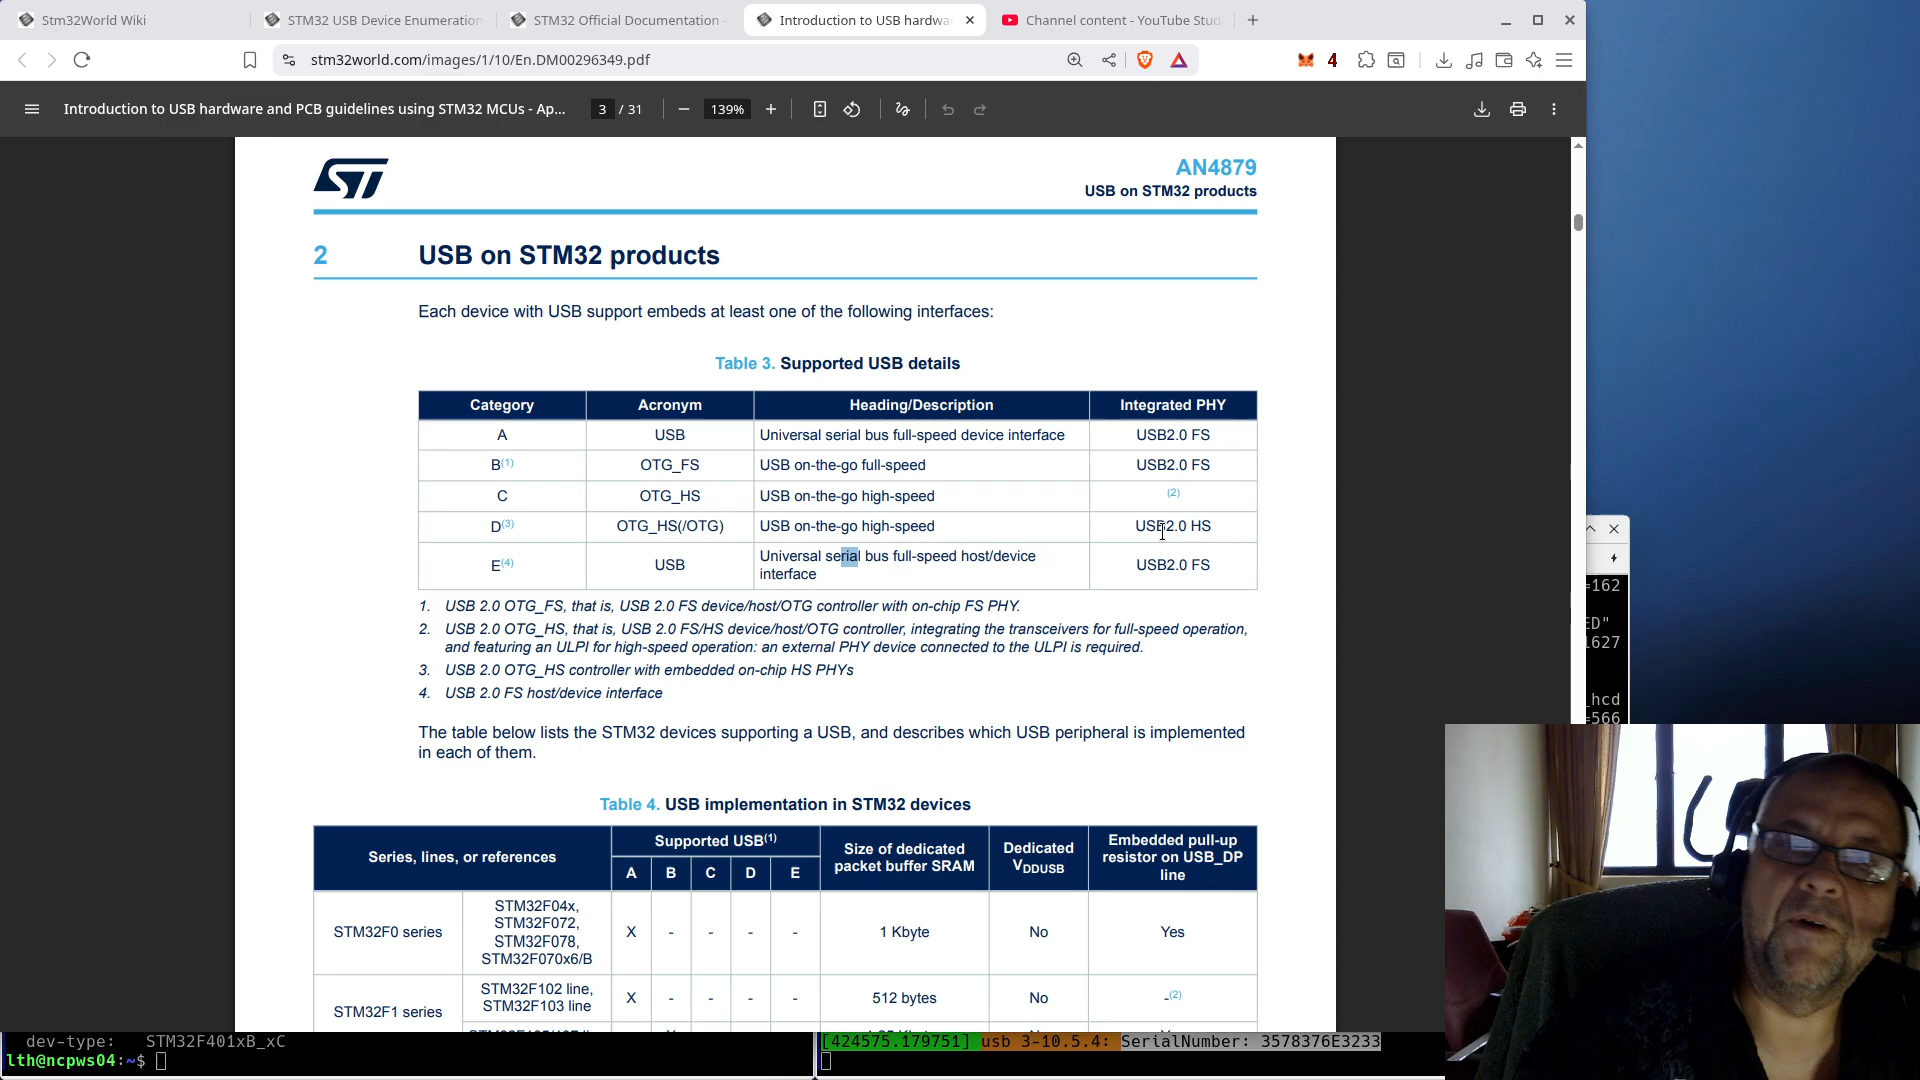 Stm32World Wiki
STM32 USB Device Enumeration
STM32 Official Documentation -
Introduction to USB hardwa
Channel content - YouTube Stud
stm32world.com/images/1/10/En.DM00296349.pdf
4
Introduction to USB hardware and PCB guidelines using STM32 MCUs - Ap...
3 / 31
139%
ST
AN4879
USB on STM32 products
2 USB on STM32 products
Each device with USB support embeds at least one of the following interfaces:
Table 3. Supported USB details
Category Acronym Heading/Description Integrated PHY
A USB Universal serial bus full-speed device interface USB2.0 FS
B(1) OTG_FS USB on-the-go full-speed USB2.0 FS
C OTG_HS USB on-the-go high-speed (2)
D(3) OTG_HS(/OTG) USB on-the-go high-speed USB2.0 HS
E(4) USB Universal serial bus full-speed host/device USB2.0 FS
interface
1. USB 2.0 OTG_FS, that is, USB 2.0 FS device/host/OTG controller with on-chip FS PHY.
2. USB 2.0 OTG_HS, that is, USB 2.0 FS/HS device/host/OTG controller, integrating the transceivers for full-speed operation,
and featuring an ULPI for high-speed operation: an external PHY device connected to the ULPI is required.
3. USB 2.0 OTG_HS controller with embedded on-chip HS PHYs
4. USB 2.0 FS host/device interface
The table below lists the STM32 devices supporting a USB, and describes which USB peripheral is implemented
in each of them.
Table 4. USB implementation in STM32 devices
Series, lines, or references
Supported USB(1)
A B C D E
Size of dedicated
packet buffer SRAM
Dedicated
VDDUSB
Embedded pull-up
resistor on USB_DP
line
STM32F0 series
STM32F04x,
STM32F072,
STM32F078,
STM32F070x6/B
X - - - - 1 Kbyte No Yes
STM32F1 series
STM32F102 line,
STM32F103 line
X - - - - 512 bytes No -(2)
=162
ED"
1627
_hcd
=566
dev-type: STM32F401xB_xC
lth@ncpws04:~$
[424575.179751] usb 3-10.5.4: SerialNumber: 3578376E3233